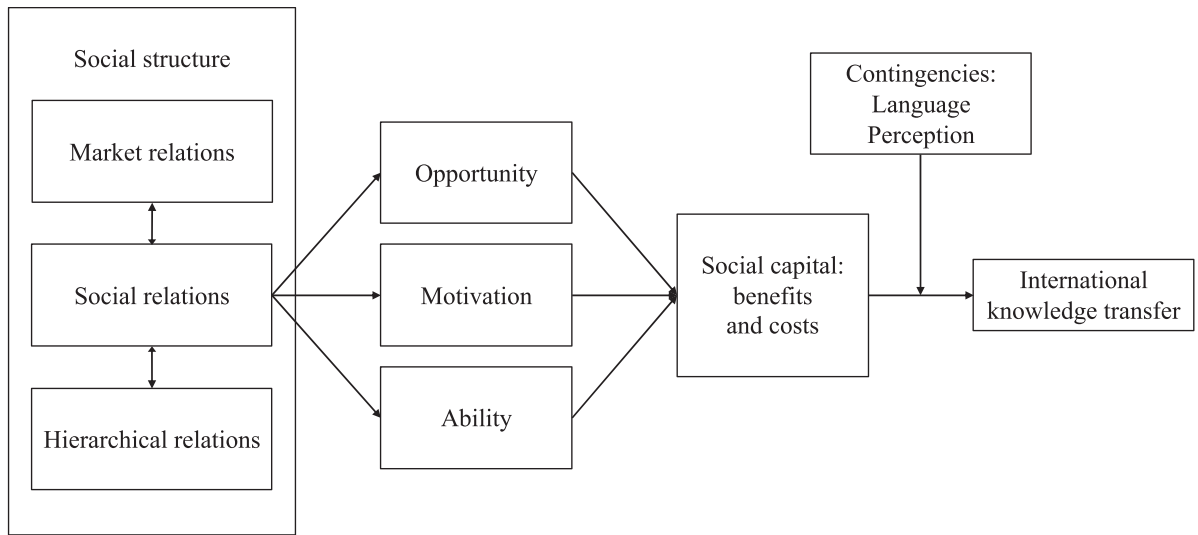 Social structure
Market relations
Social relations
Hierarchical relations
Opportunity
Motivation
Ability
Social capital:
benefits
and costs
Contingencies:
Language
Perception
International
knowledge transfer